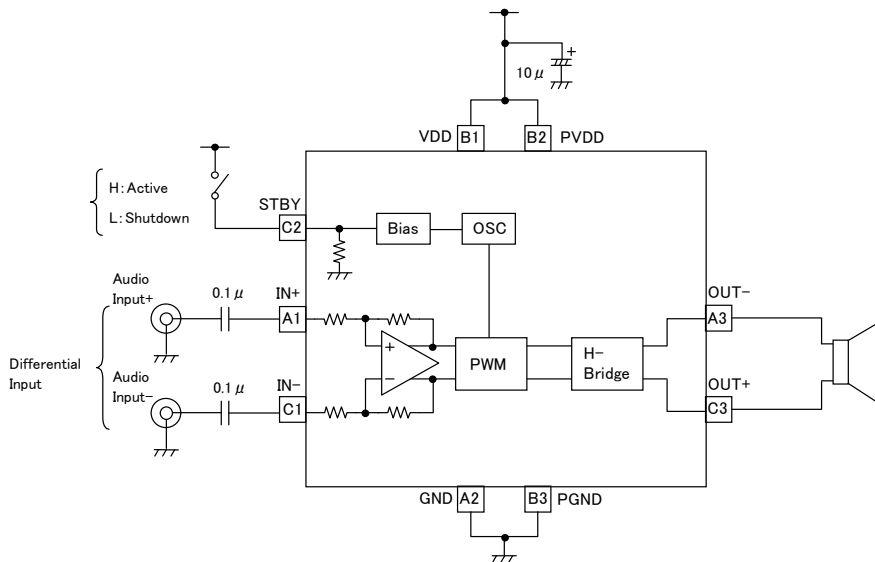 10μ
+
VDD B1 B2 PVDD
H:Active
L:Shutdown
STBY
C2
Bias
OSC
Audio
Input+
0.1μ
IN+
A1
OUT-
A3
+
PWM
H-
Bridge
Differential
Input
Audio
Input-
0.1μ
IN-
C1
−
OUT+
C3
GND A2 B3 PGND